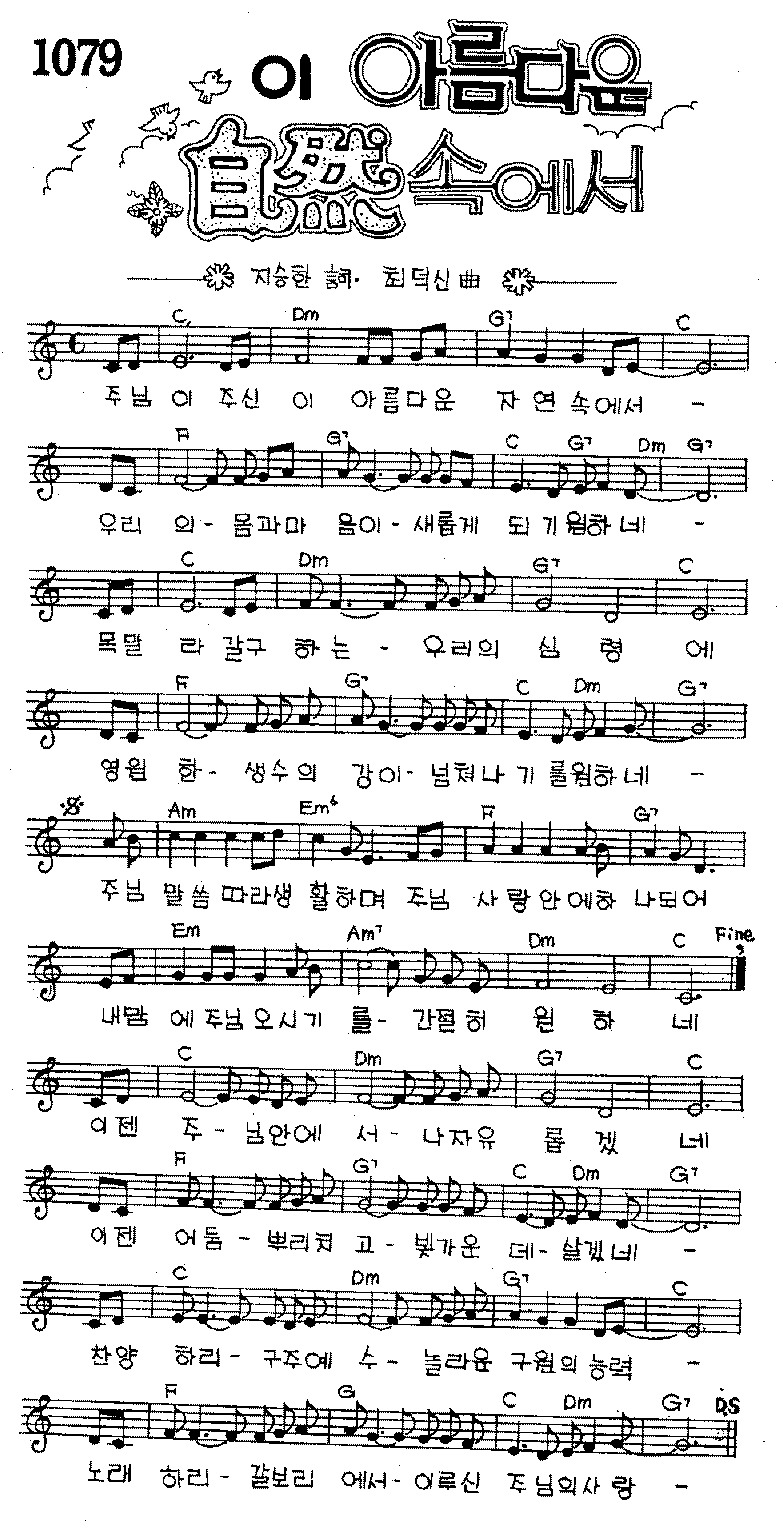 1079
이 아름다운
自然 속에서
지승한 詞· 최덕신 曲
C Dm G7 C
주님 이 주신 이 아름다운 자연속에서 -
F G7 C G7 Dm G7
우리 의- 몸과마 음이- 새롭게 되기원하네 -
C Dm G7 C
목말 라갈구 하는 - 우리의 심 령 에
F G7 C Dm G7
영원 한- 생수의 강이- 넘쳐나기를원하네 -
Am Em6 F G7
주님 말씀따라생 활하며 주님 사랑안에하 나되어
Em Am7 Dm C Fine
내맘 에주님오시기 를- 간절히 원 하 네
C Dm G7 C
이젠 주-님안에 서-나자유 롭 겠 네
F G7 C Dm G7
이젠 어둠-뿌리치 고-빛가운 데-살겠네 -
C Dm G7 C
찬양 하리- 구주예 수- 놀라운 구원의능력 -
F G C Dm G7 D.S
노래 하리- 갈보리 에서-이루신 주님의사랑 -